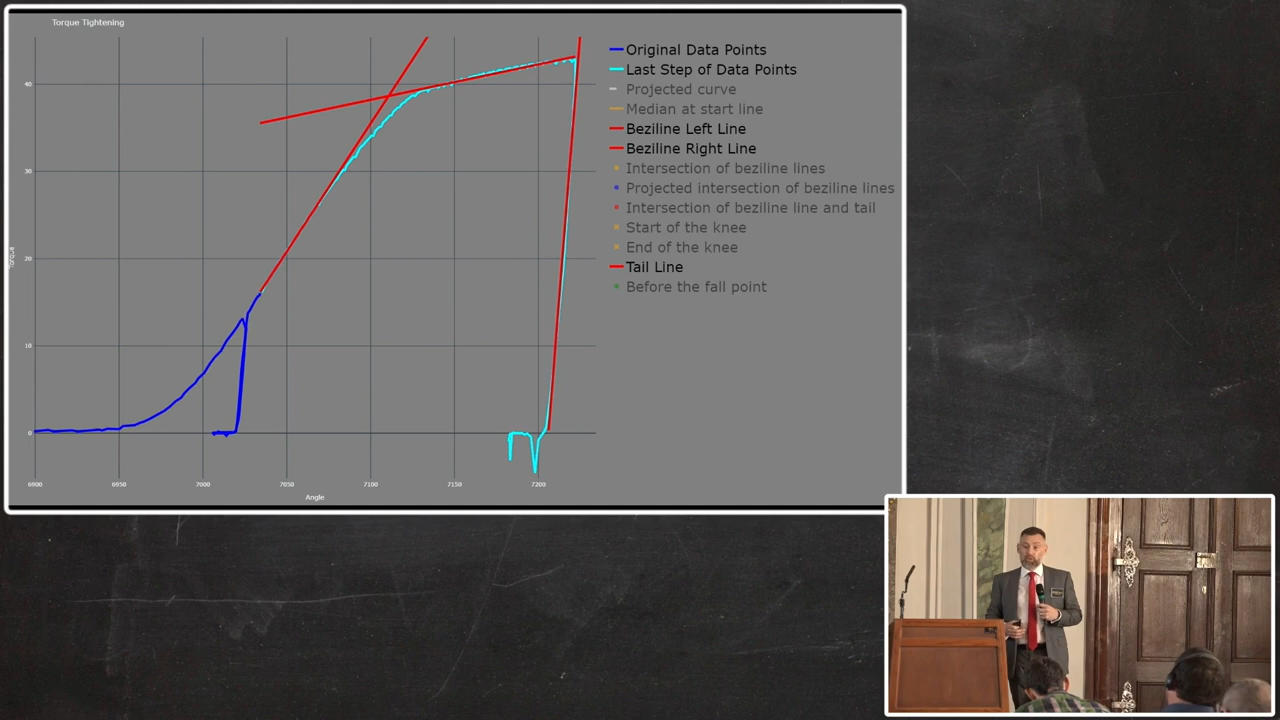 Torque Tightening
Original Data Points
Last Step of Data Points
Projected curve
Median at start line
Beziline Left Line
Beziline Right Line
Intersection of beziline lines
Projected intersection of beziline lines
Intersection of beziline line and tail
Start of the knee
End of the knee
Tail Line
Before the fall point
40
30
20
10
0
Torque
6900 6950 7000 7050 7100 7150 7200
Angle